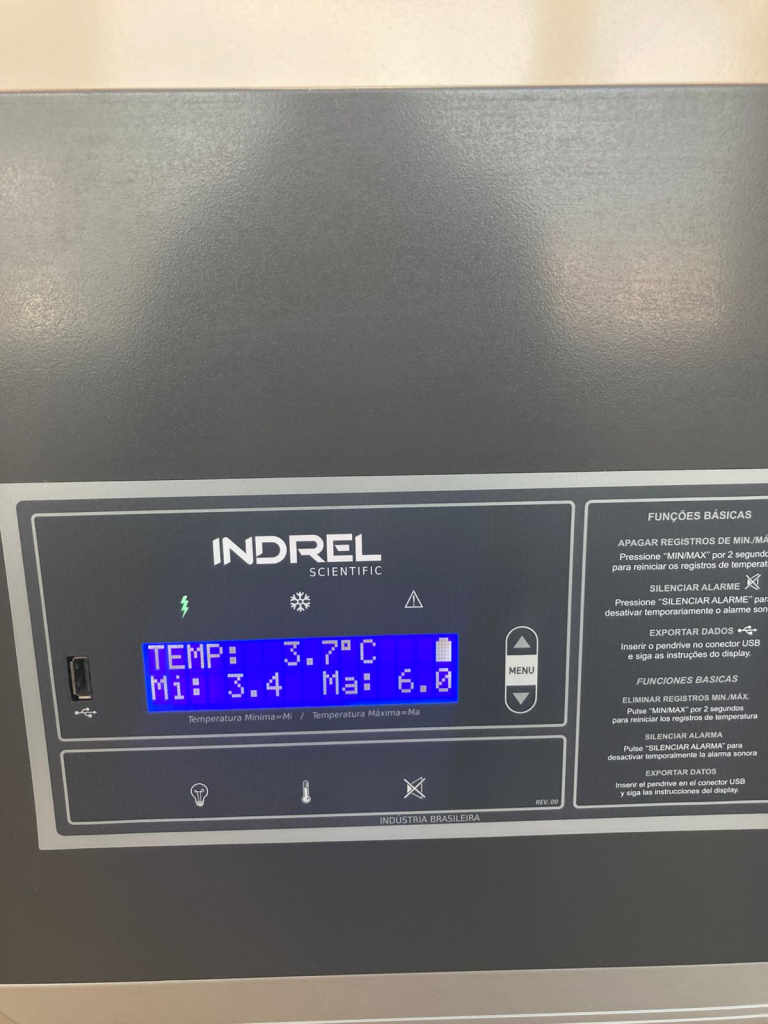 INDREL
SCIENTIFIC
TEMP: 3.7°C
Mi: 3.4 Ma: 6.0
Temperatura Mínima=Mi / Temperatura Máxima=Ma
MENU
REV. 00
INDÚSTRIA BRASILEIRA
FUNÇÕES BÁSICAS
APAGAR REGISTROS DE MIN./MÁ
Pressione "MIN/MAX" por 2 segundo
para reiniciar os registros de temperat
SILENCIAR ALARME
Pressione "SILENCIAR ALARME" par
desativar temporariamente o alarme son
EXPORTAR DADOS
Inserir o pendrive no conector USB
e siga as instruções do display.
FUNCIONES BASICAS
ELIMINAR REGISTROS MIN./MÁX.
Pulse "MIN/MAX" por 2 segundos
para reiniciar los registros de temperatura
SILENCIAR ALARMA
Pulse "SILENCIAR ALARMA" para
desactivar temporalmente la alarma sonora
EXPORTAR DATOS
Inserir el pendrive en el conector USB
y siga las instrucciones del display.